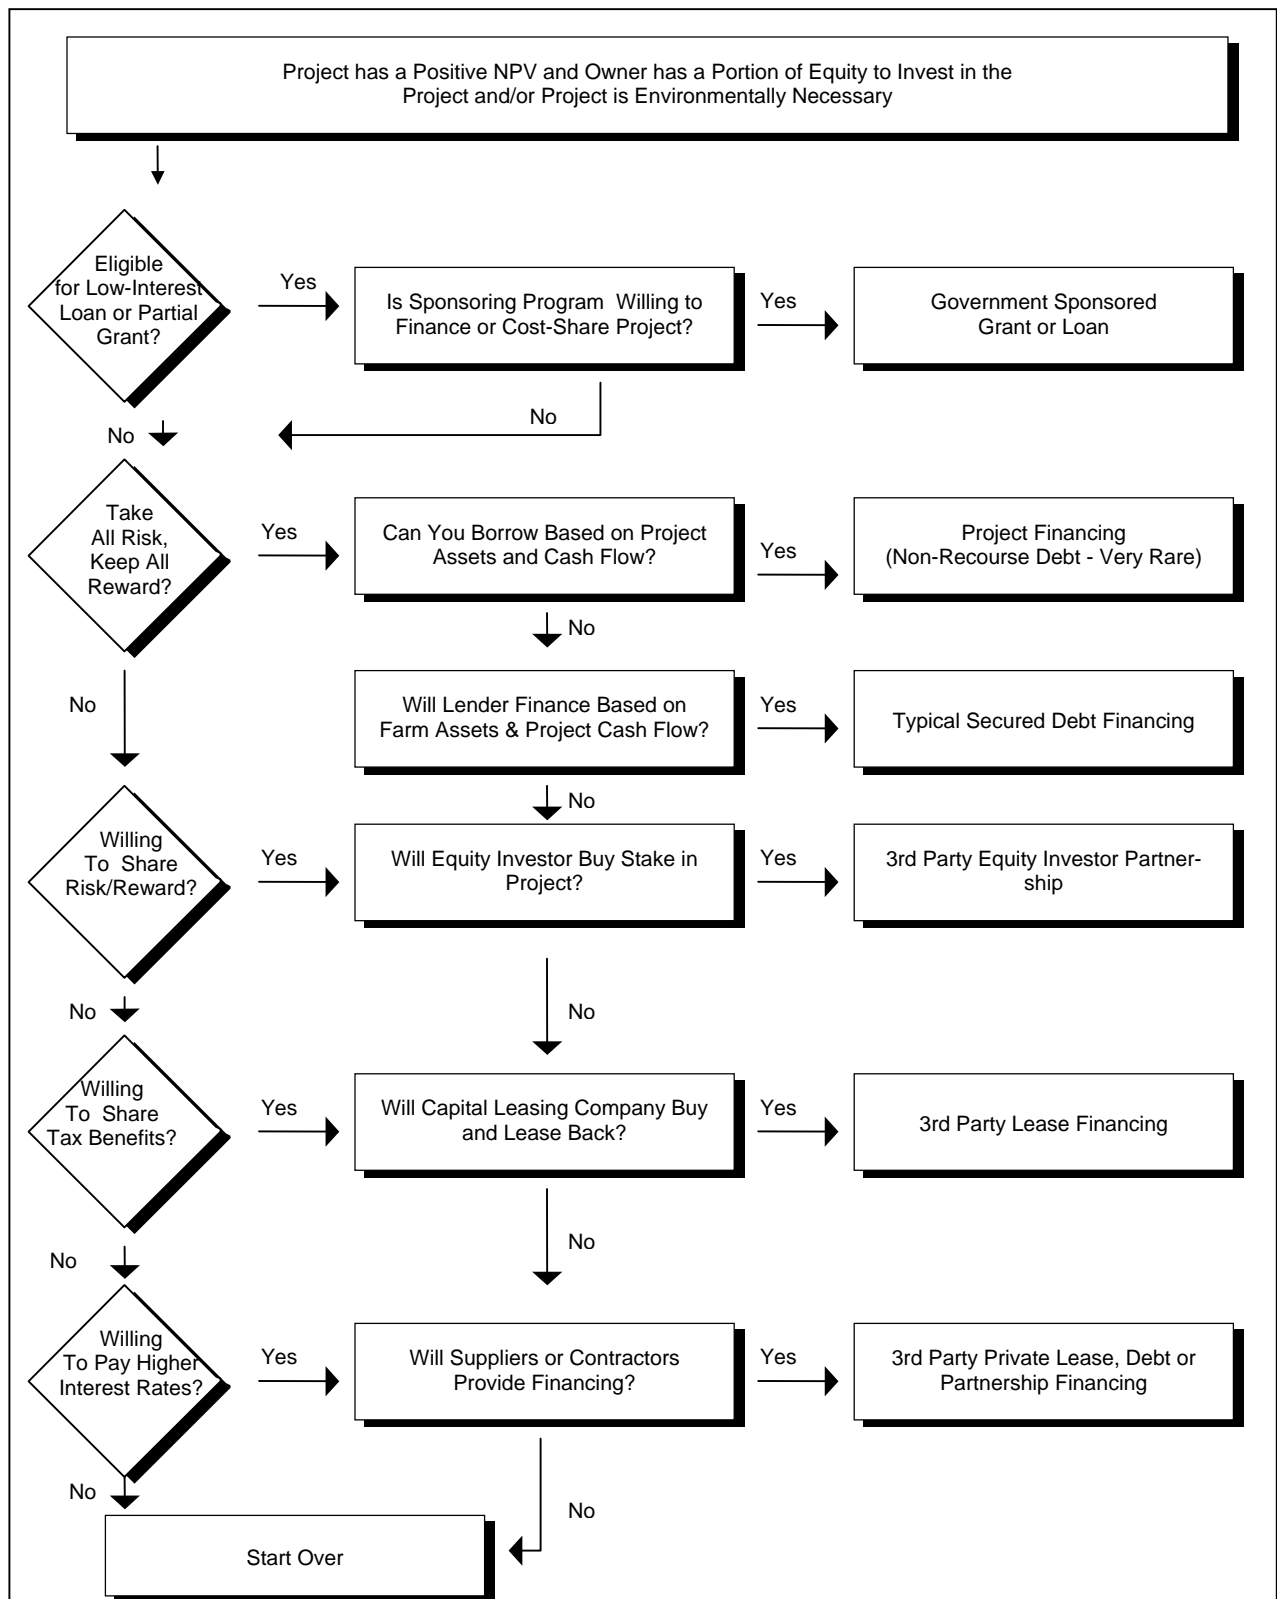 Project has a Positive NPV and Owner has a Portion of Equity to Invest in the
Project and/or Project is Environmentally Necessary
Eligible
for Low-Interest
Loan or Partial
Grant?
Yes
Is Sponsoring Program Willing to
Finance or Cost-Share Project?
Yes
Government Sponsored
Grant or Loan
No
No
Take
All Risk,
Keep All
Reward?
Yes
Can You Borrow Based on Project
Assets and Cash Flow?
Yes
Project Financing
(Non-Recourse Debt - Very Rare)
No
No
Will Lender Finance Based on
Farm Assets & Project Cash Flow?
Yes
Typical Secured Debt Financing
No
Willing
To Share
Risk/Reward?
Yes
Will Equity Investor Buy Stake in
Project?
Yes
3rd Party Equity Investor Partner-
ship
No
No
Willing
To Share
Tax Benefits?
Yes
Will Capital Leasing Company Buy
and Lease Back?
Yes
3rd Party Lease Financing
No
No
Willing
To Pay Higher
Interest Rates?
Yes
Will Suppliers or Contractors
Provide Financing?
Yes
3rd Party Private Lease, Debt or
Partnership Financing
No
No
Start Over